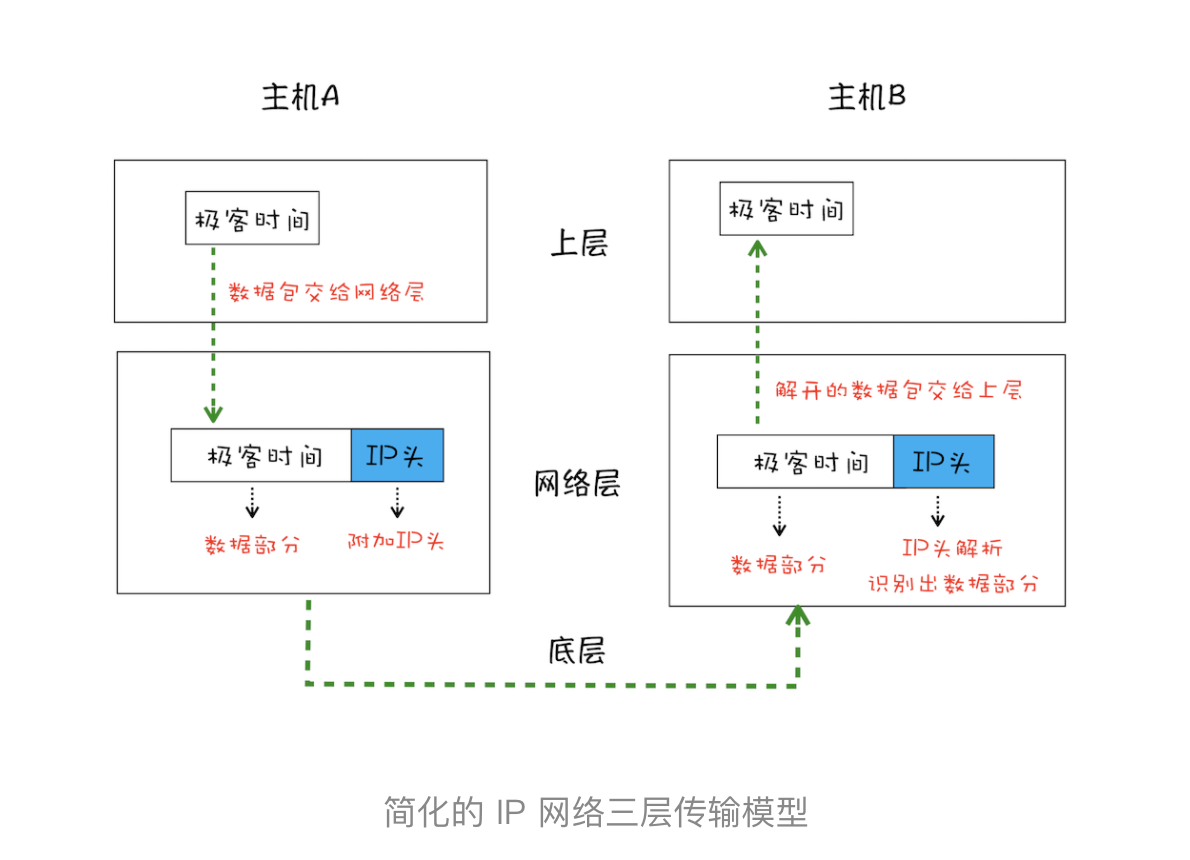 主机A
主机B
极客时间
数据包交给网络层
上层
极客时间
解开的数据包交给上层
极客时间
IP头
数据部分
附加IP头
网络层
极客时间
IP头
数据部分
IP头解析
识别出数据部分
底层
简化的 IP 网络三层传输模型